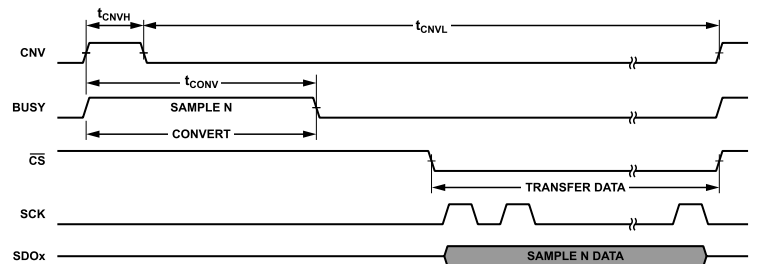 tCNVH
tCNVL
CNV
tCONV
BUSY
SAMPLE N
CONVERT
CS
TRANSFER DATA
SCK
SDOx
SAMPLE N DATA